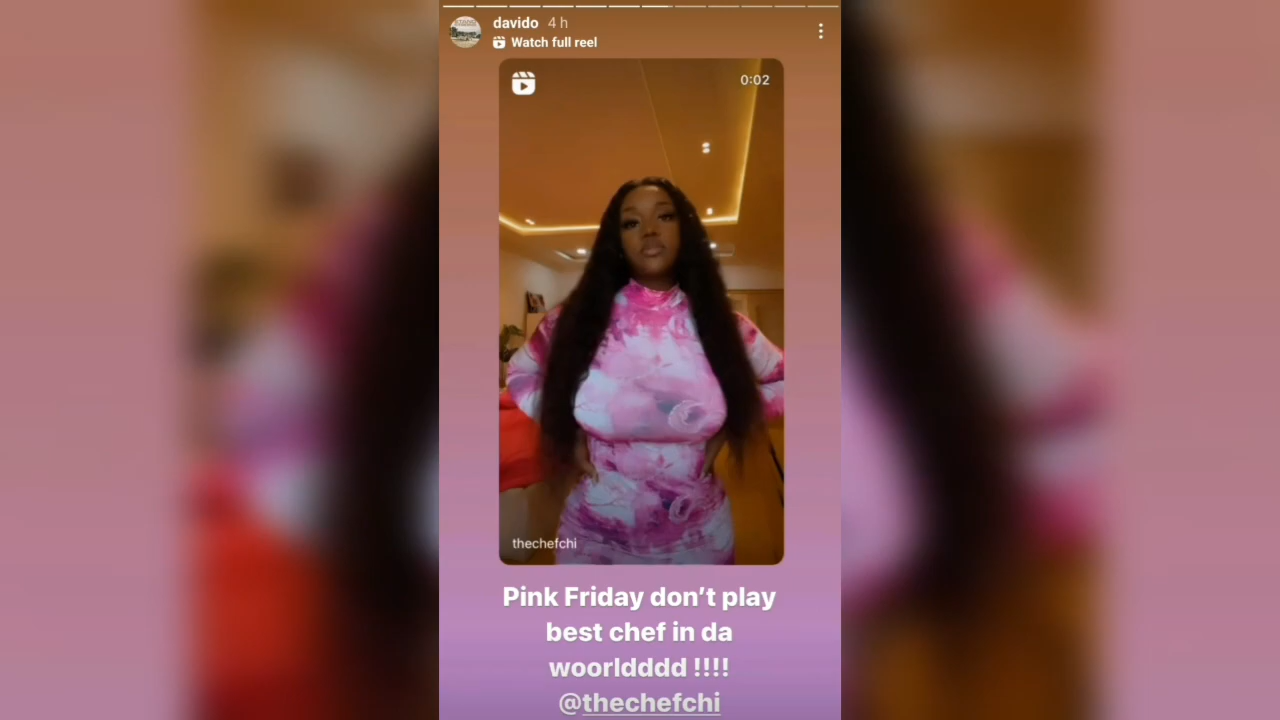 davido 4 h
Watch full reel
0:02
thechefchi
Pink Friday don't play
best chef in da
woorldddd !!!!
@thechefchi